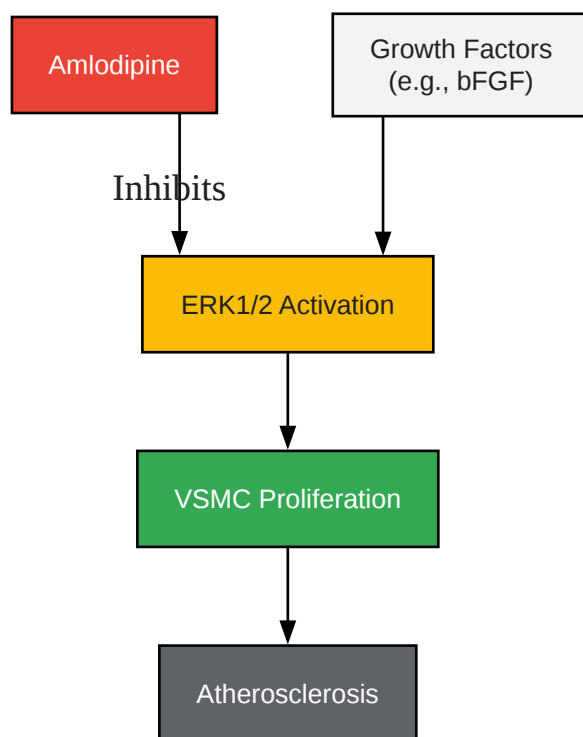 Amlodipine
Growth Factors
(e.g., bFGF)
Inhibits
ERK1/2 Activation
VSMC Proliferation
Atherosclerosis